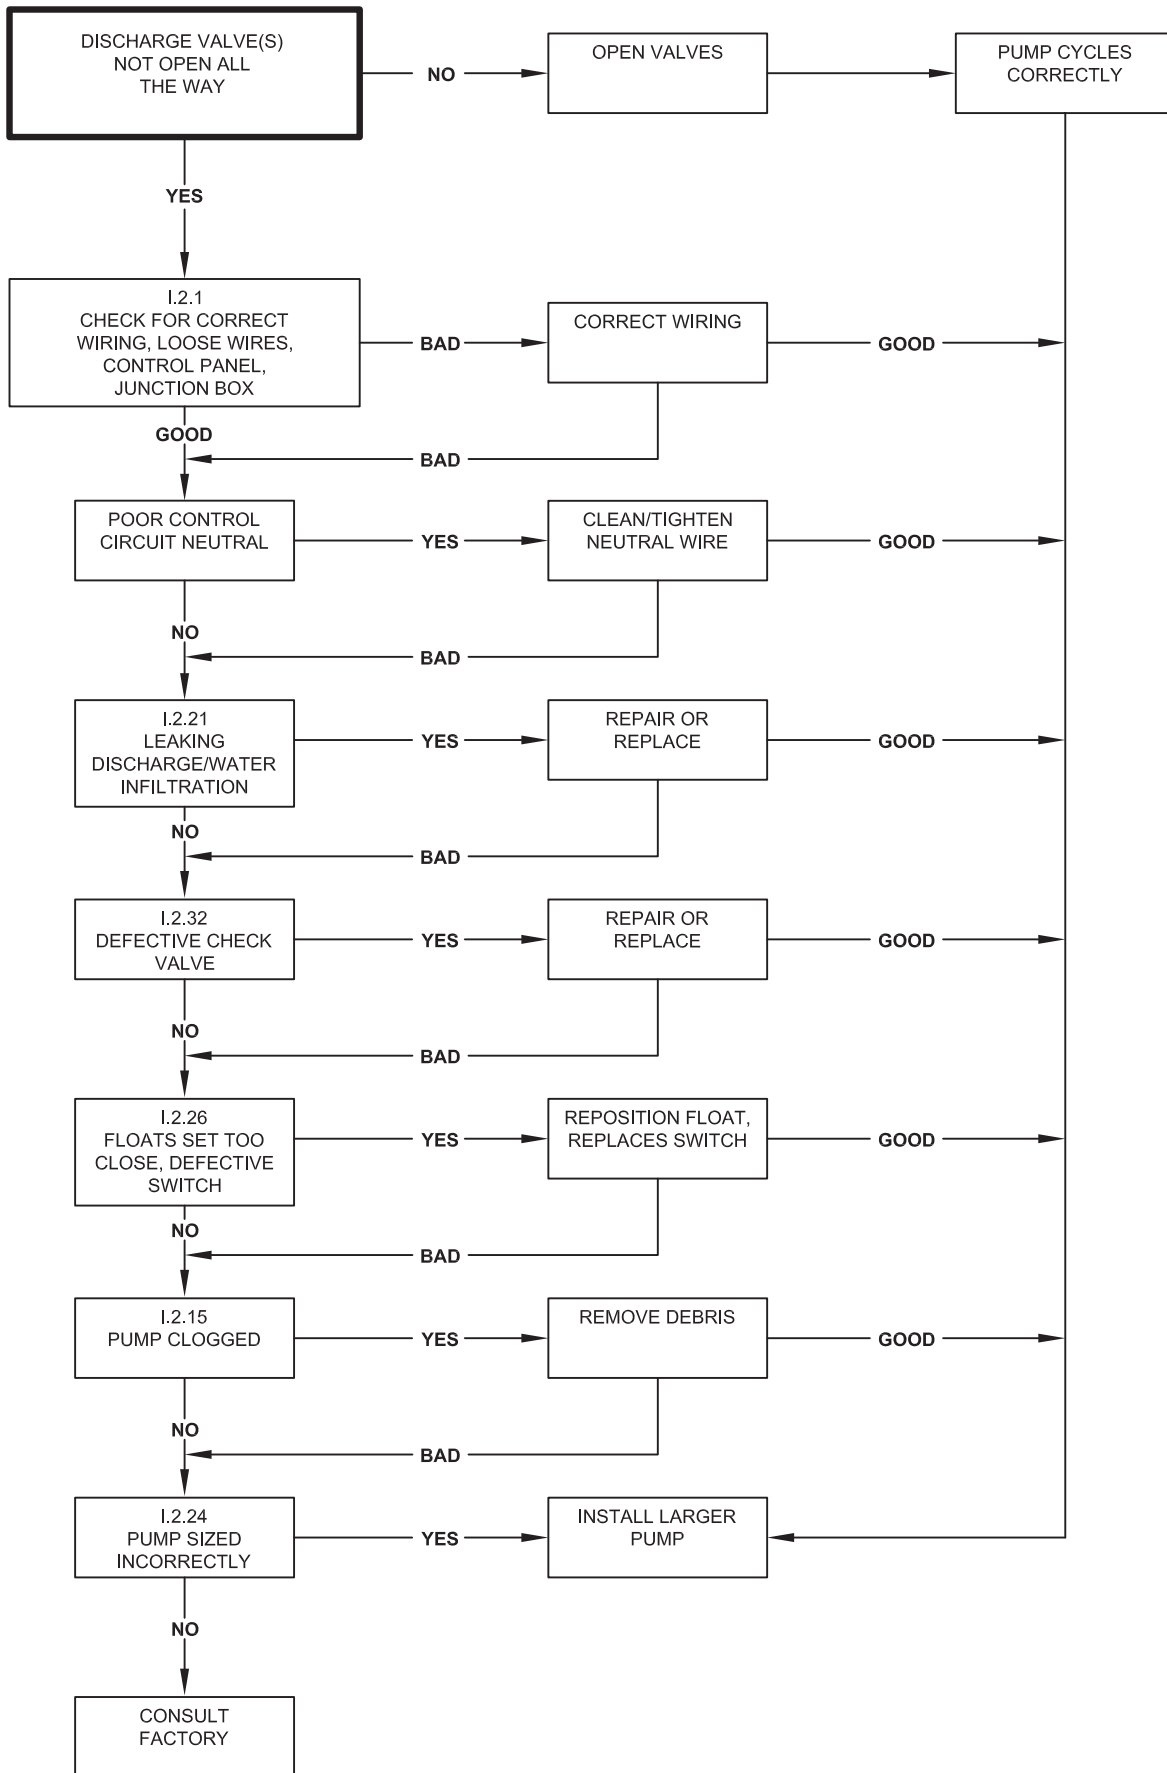 DISCHARGE VALVE(S)
NOT OPEN ALL
THE WAY
NO
OPEN VALVES
PUMP CYCLES
CORRECTLY
YES
I.2.1
CHECK FOR CORRECT
WIRING, LOOSE WIRES,
CONTROL PANEL,
JUNCTION BOX
BAD
CORRECT WIRING
GOOD
GOOD
BAD
POOR CONTROL
CIRCUIT NEUTRAL
YES
CLEAN/TIGHTEN
NEUTRAL WIRE
GOOD
NO
BAD
I.2.21
LEAKING
DISCHARGE/WATER
INFILTRATION
YES
REPAIR OR
REPLACE
GOOD
NO
BAD
I.2.32
DEFECTIVE CHECK
VALVE
YES
REPAIR OR
REPLACE
GOOD
NO
BAD
I.2.26
FLOATS SET TOO
CLOSE, DEFECTIVE
SWITCH
YES
REPOSITION FLOAT,
REPLACES SWITCH
GOOD
NO
BAD
I.2.15
PUMP CLOGGED
YES
REMOVE DEBRIS
GOOD
NO
BAD
I.2.24
PUMP SIZED
INCORRECTLY
YES
INSTALL LARGER
PUMP
NO
CONSULT
FACTORY